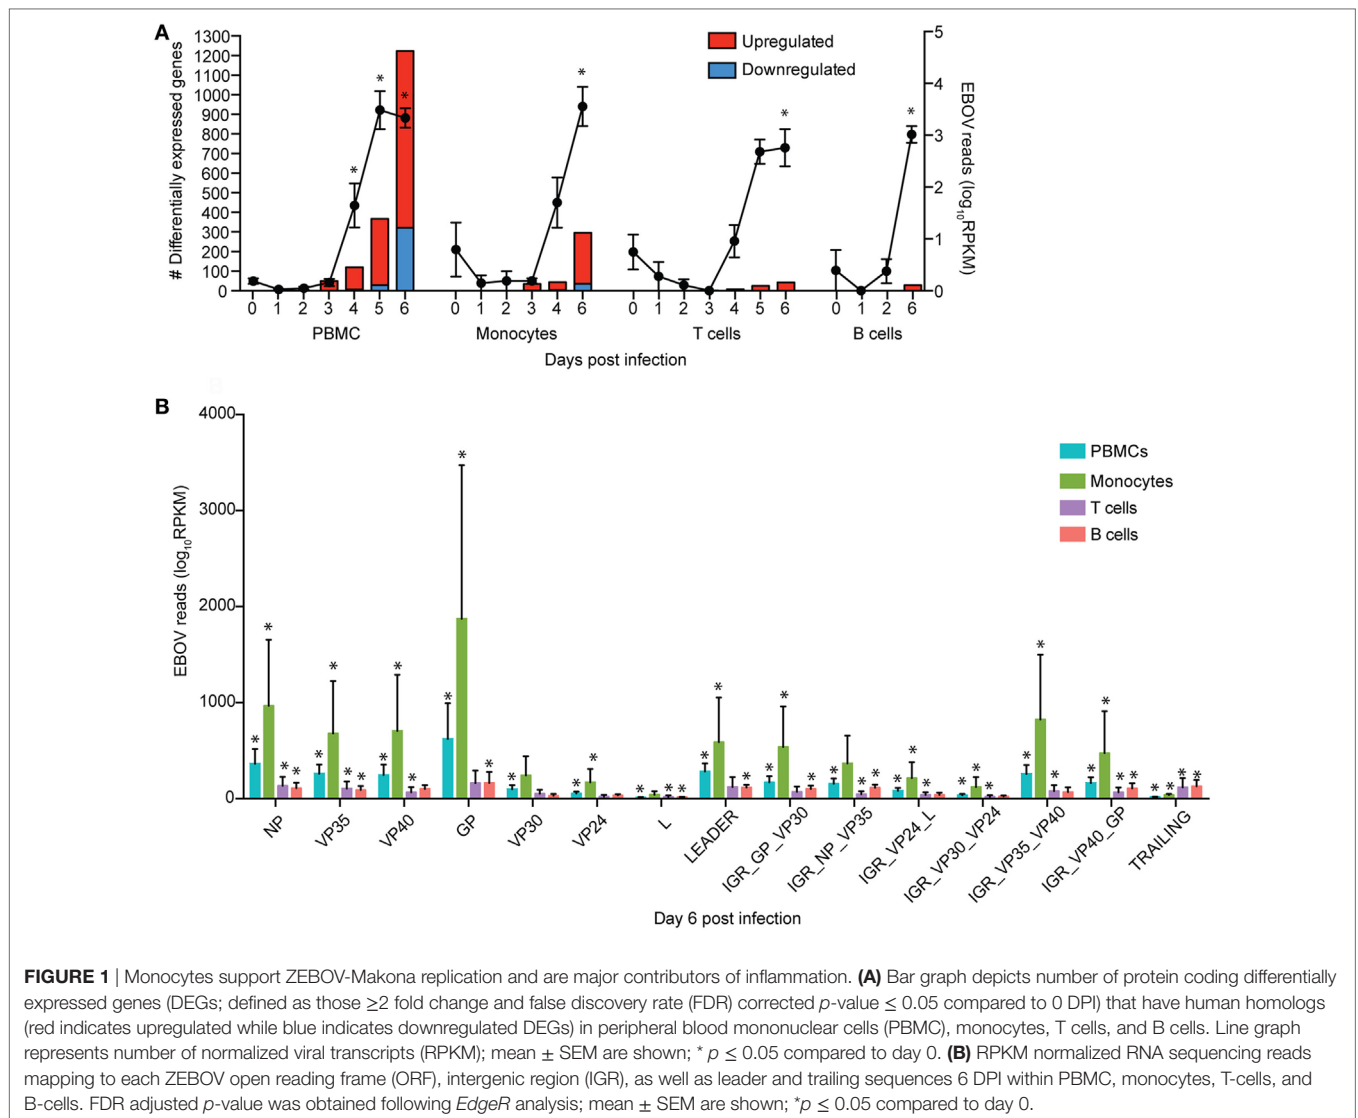 A
# Differentially expressed genes
1300
1200
1100
1000
900
800
700
600
500
400
300
200
100
0
Upregulated
Downregulated
5
4
3
2
1
0
EBOV reads (log10RPKM)
* * * * * *
0 1 2 3 4 5 6 0 1 2 3 4 6 0 1 2 3 4 5 6 0 1 2 6
PBMC Monocytes T cells B cells
Days post infection
B
EBOV reads (log10RPKM)
4000
3000
2000
1000
0
PBMCs
Monocytes
T cells
B cells
NP VP35 VP40 GP VP30 VP24 L LEADER IGR_GP_VP30 IGR_NP_VP35 IGR_VP24_L IGR_VP30_VP24 IGR_VP35_VP40 IGR_VP40_GP TRAILING
Day 6 post infection
FIGURE 1 | Monocytes support ZEBOV-Makona replication and are major contributors of inflammation. (A) Bar graph depicts number of protein coding differentially
expressed genes (DEGs; defined as those ≥2 fold change and false discovery rate (FDR) corrected p-value ≤ 0.05 compared to 0 DPI) that have human homologs
(red indicates upregulated while blue indicates downregulated DEGs) in peripheral blood mononuclear cells (PBMC), monocytes, T cells, and B cells. Line graph
represents number of normalized viral transcripts (RPKM); mean ± SEM are shown; * p ≤ 0.05 compared to day 0. (B) RPKM normalized RNA sequencing reads
mapping to each ZEBOV open reading frame (ORF), intergenic region (IGR), as well as leader and trailing sequences 6 DPI within PBMC, monocytes, T-cells, and
B-cells. FDR adjusted p-value was obtained following EdgeR analysis; mean ± SEM are shown; *p ≤ 0.05 compared to day 0.